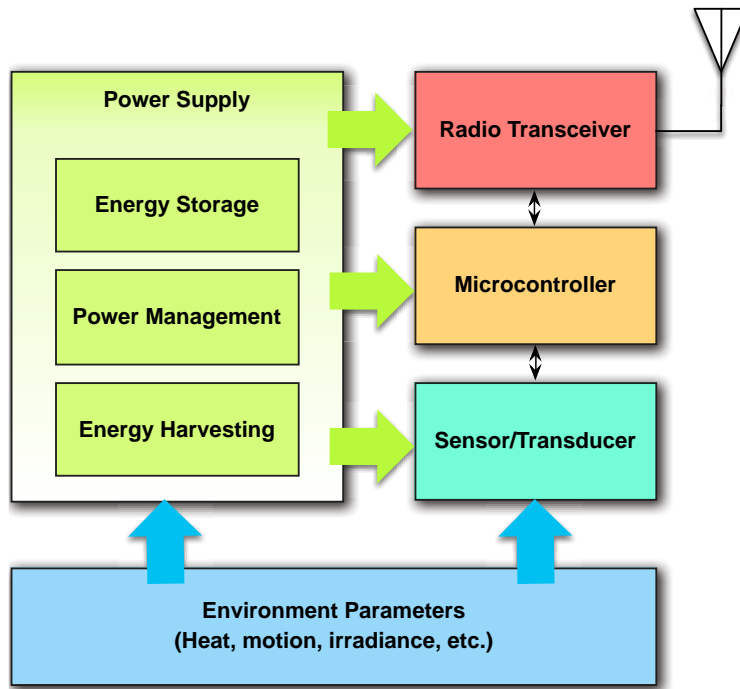 Power Supply
Energy Storage
Power Management
Energy Harvesting
Radio Transceiver
Microcontroller
Sensor/Transducer
Environment Parameters
(Heat, motion, irradiance, etc.)